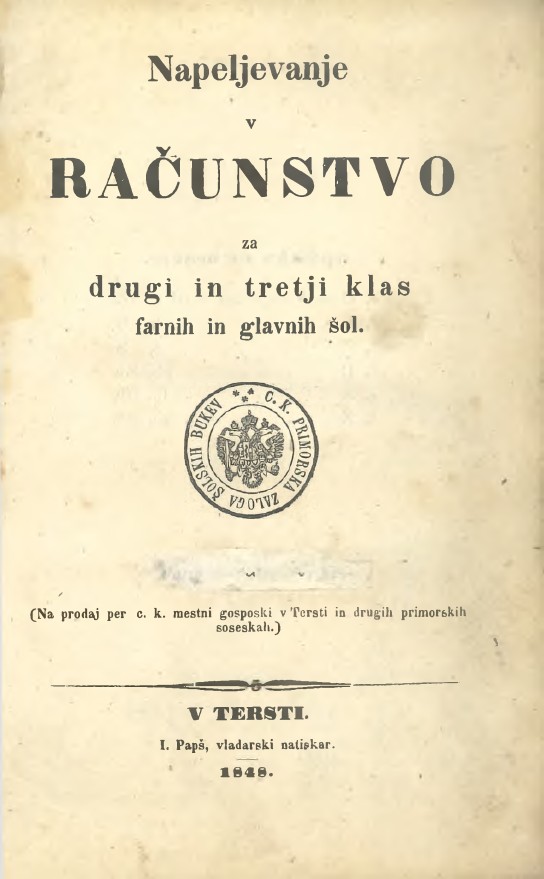 Napeljevanje
v
RAČUNSTVO
za
drugi in tretji klas
farnih in glavnih šol.
C. K. PRIMORSKA ZALOGA ŠOLSKIH BUKEV
(Na prodaj per c. k. mestni gosposki v Tersti in drugih primorskih
soseskah.)
V TERSTI.
I. Papš, vladarski natiskar.
1848.